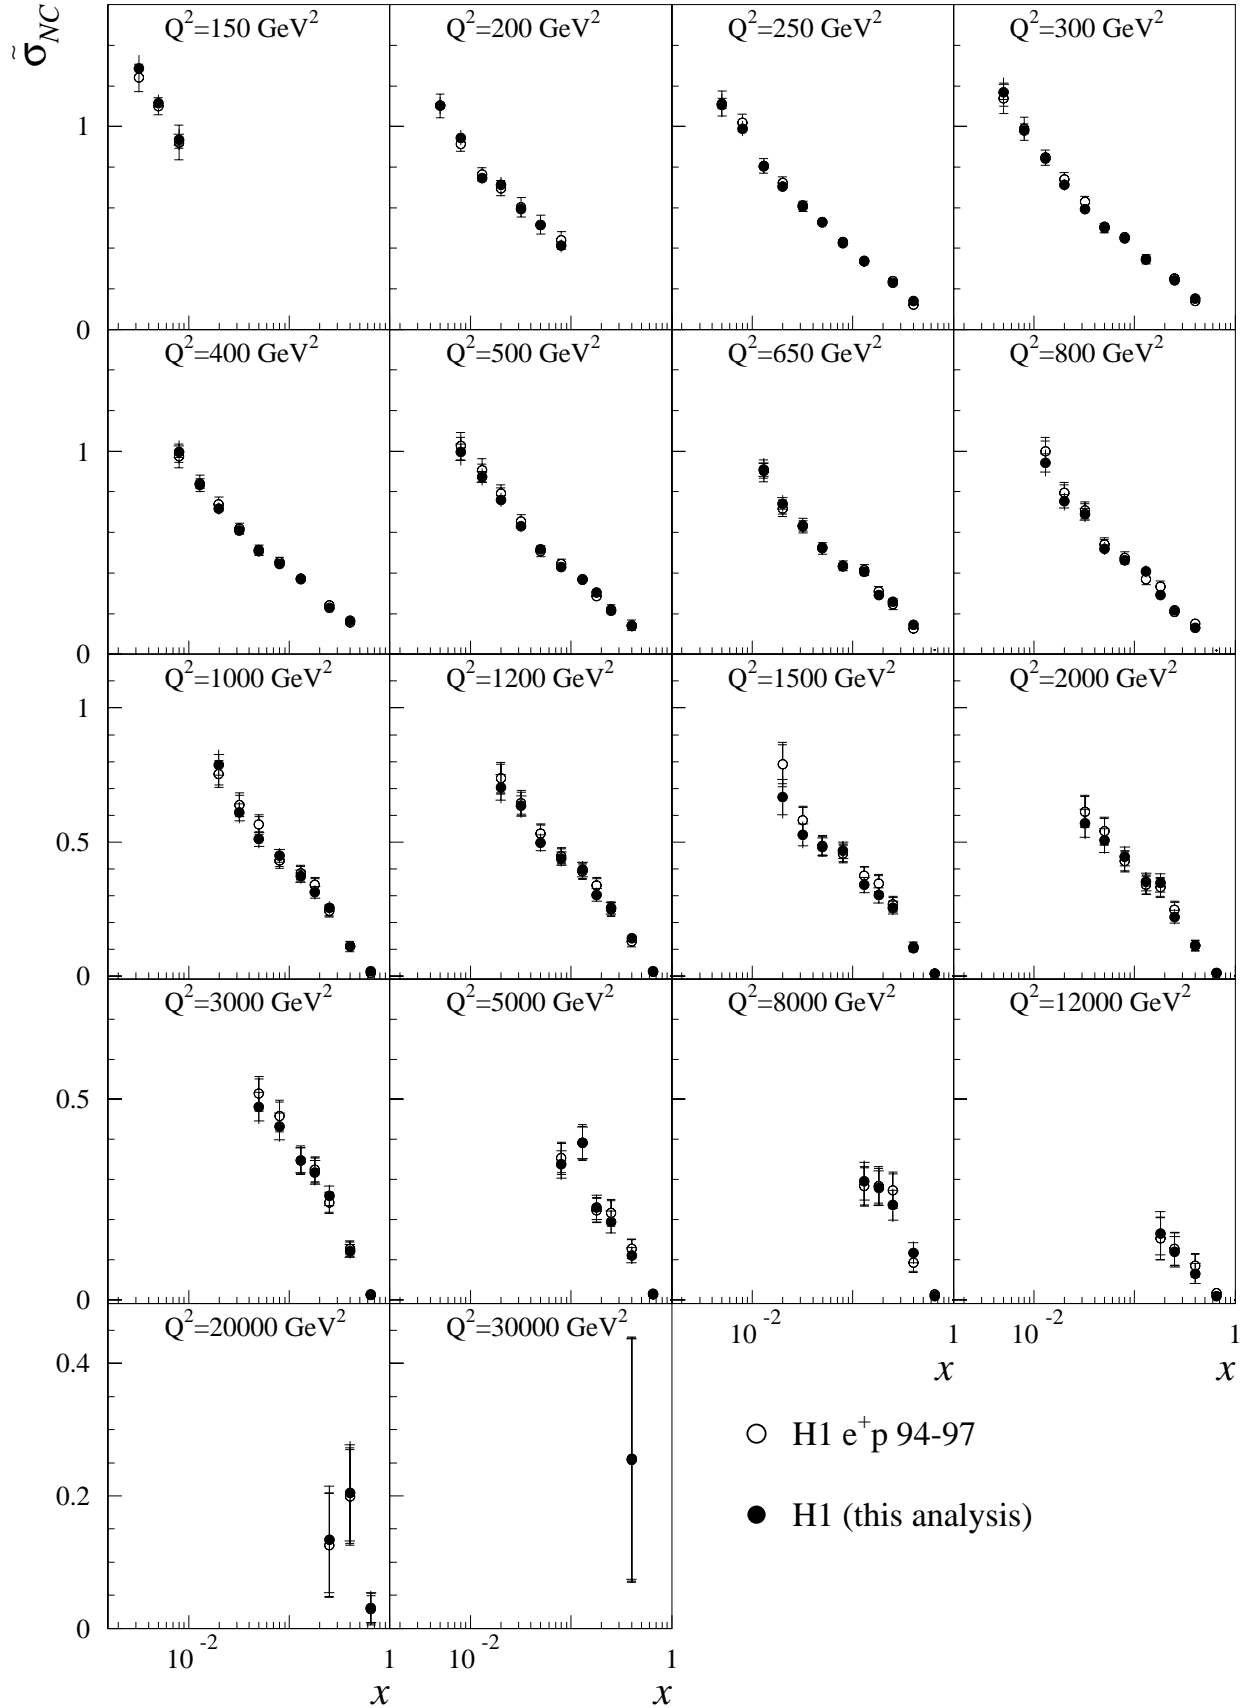 σ̃NC
Q²=150 GeV²
Q²=200 GeV²
Q²=250 GeV²
Q²=300 GeV²
1
0
Q²=400 GeV²
Q²=500 GeV²
Q²=650 GeV²
Q²=800 GeV²
1
0
Q²=1000 GeV²
Q²=1200 GeV²
Q²=1500 GeV²
Q²=2000 GeV²
1
0.5
0
Q²=3000 GeV²
Q²=5000 GeV²
Q²=8000 GeV²
Q²=12000 GeV²
0.5
0
Q²=20000 GeV²
Q²=30000 GeV²
10⁻² 1
x
10⁻² 1
x
0.4
0.2
0
H1 e⁺p 94-97
H1 (this analysis)
10⁻² 1
x
10⁻² 1
x